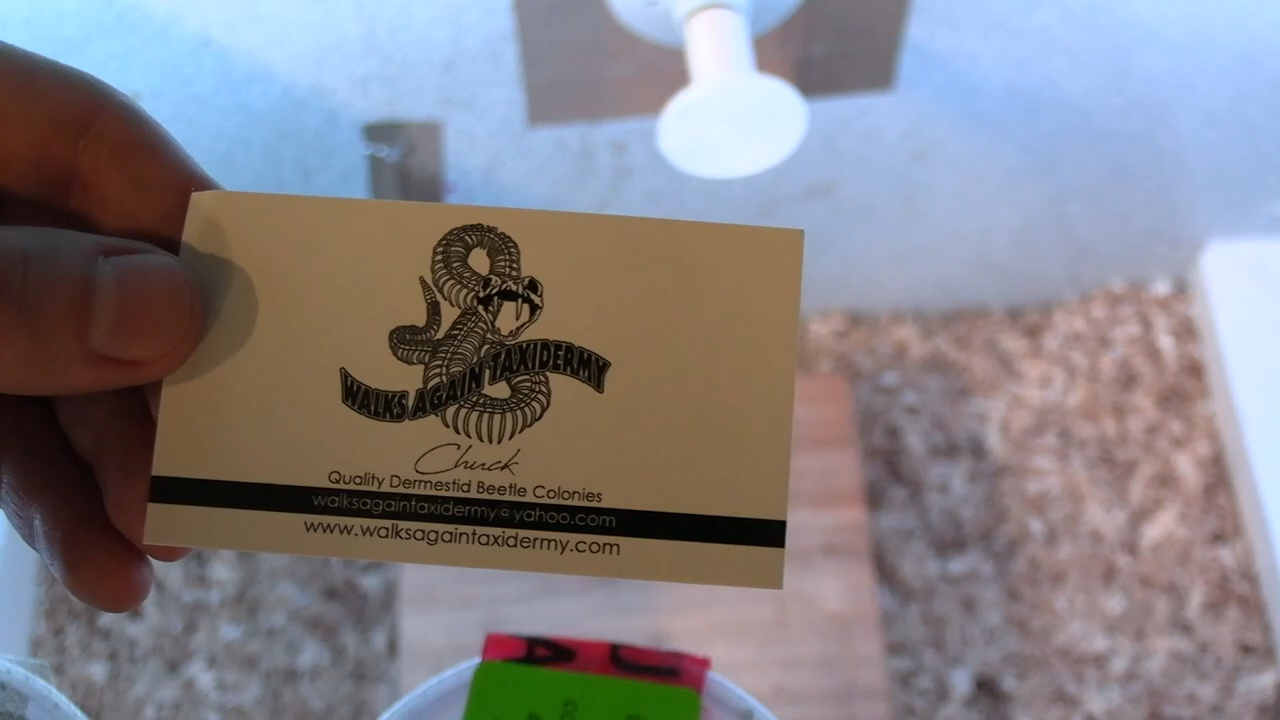 WALKS AGAIN TAXIDERMY
Chuck
Quality Dermestid Beetle Colonies
walksagaintaxidermy@yahoo.com
www.walksagaintaxidermy.com